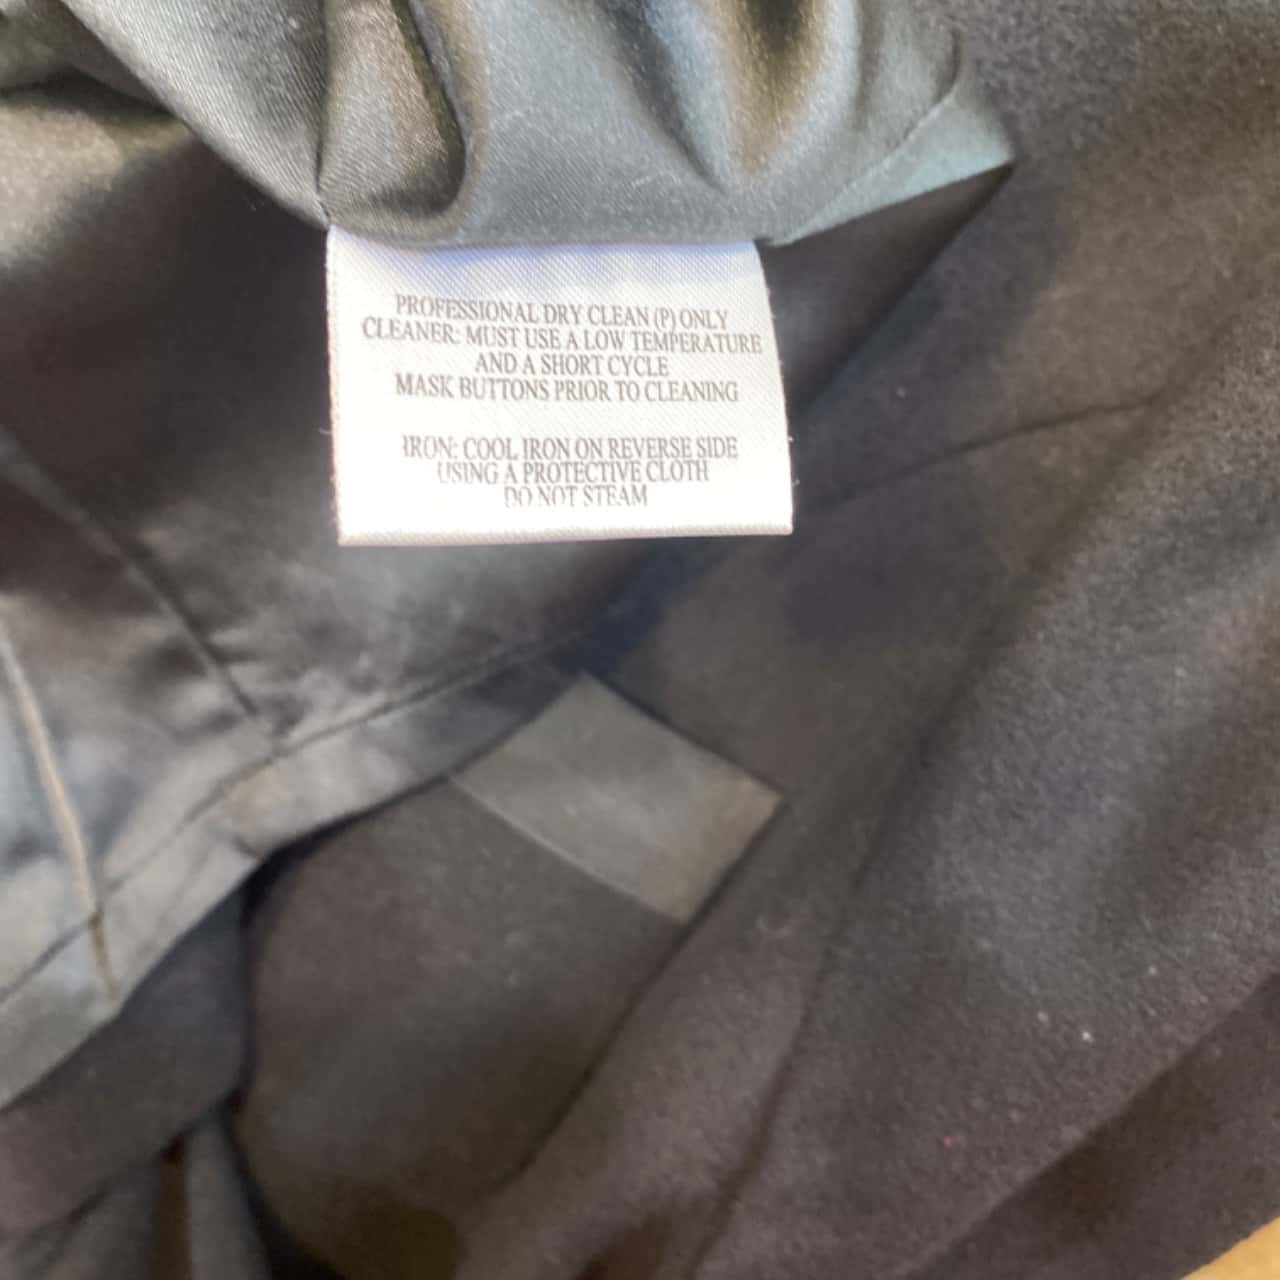 PROFESSIONAL DRY CLEAN (P) ONLY
CLEANER: MUST USE A LOW TEMPERATURE
AND A SHORT CYCLE
MASK BUTTONS PRIOR TO CLEANING
IRON: COOL IRON ON REVERSE SIDE
USING A PROTECTIVE CLOTH
DO NOT STEAM